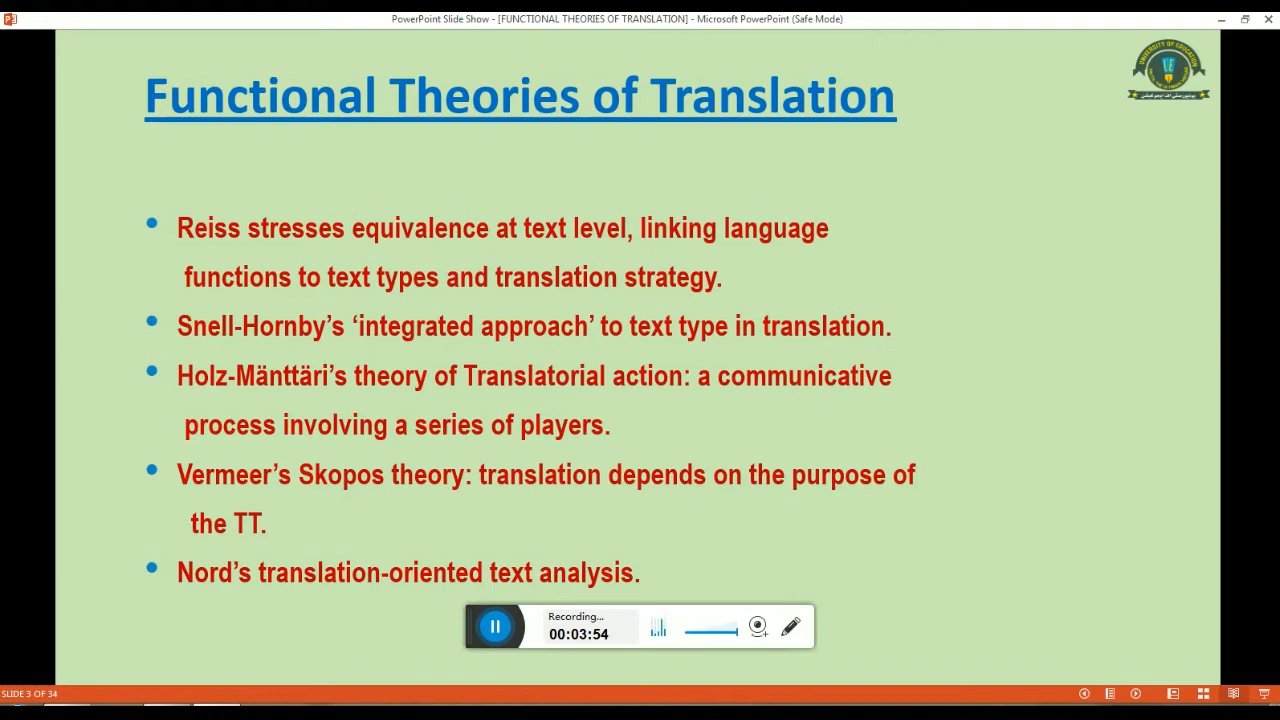 PowerPoint Slide Show - [FUNCTIONAL THEORIES OF TRANSLATION] - Microsoft PowerPoint (Safe Mode)
UNIVERSITY OF EDUCATION
Functional Theories of Translation
• Reiss stresses equivalence at text level, linking language
functions to text types and translation strategy.
• Snell-Hornby’s ‘integrated approach’ to text type in translation.
• Holz-Mänttäri’s theory of Translatorial action: a communicative
process involving a series of players.
• Vermeer’s Skopos theory: translation depends on the purpose of
the TT.
• Nord’s translation-oriented text analysis.
Recording...
00:03:54
SLIDE 3 OF 34